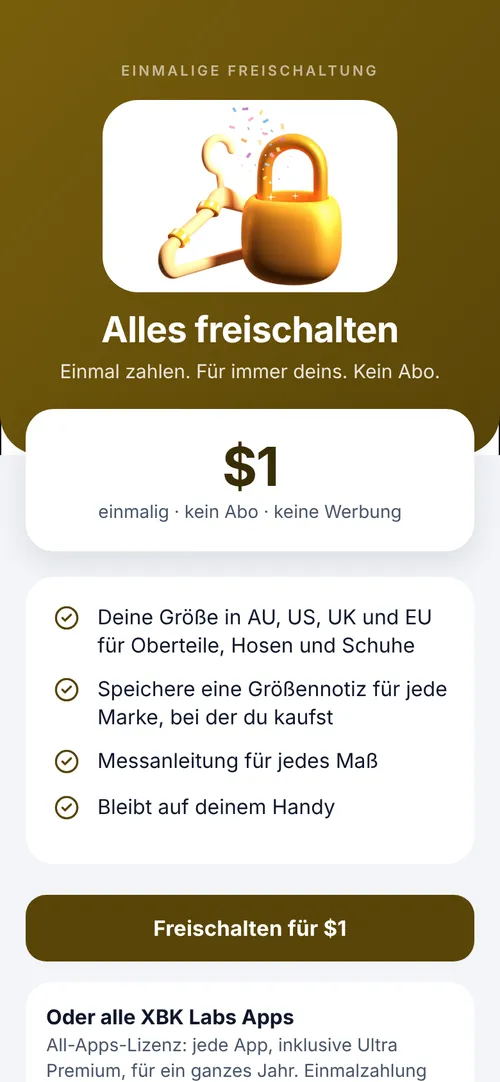 EINMALIGE FREISCHALTUNG
Alles freischalten
Einmal zahlen. Für immer deins. Kein Abo.
$1
einmalig · kein Abo · keine Werbung
Deine Größe in AU, US, UK und EU
für Oberteile, Hosen und Schuhe
Speichere eine Größennotiz für jede
Marke, bei der du kaufst
Messanleitung für jedes Maß
Bleibt auf deinem Handy
Freischalten für $1
Oder alle XBK Labs Apps
All-Apps-Lizenz: jede App, inklusive Ultra
Premium, für ein ganzes Jahr. Einmalzahlung